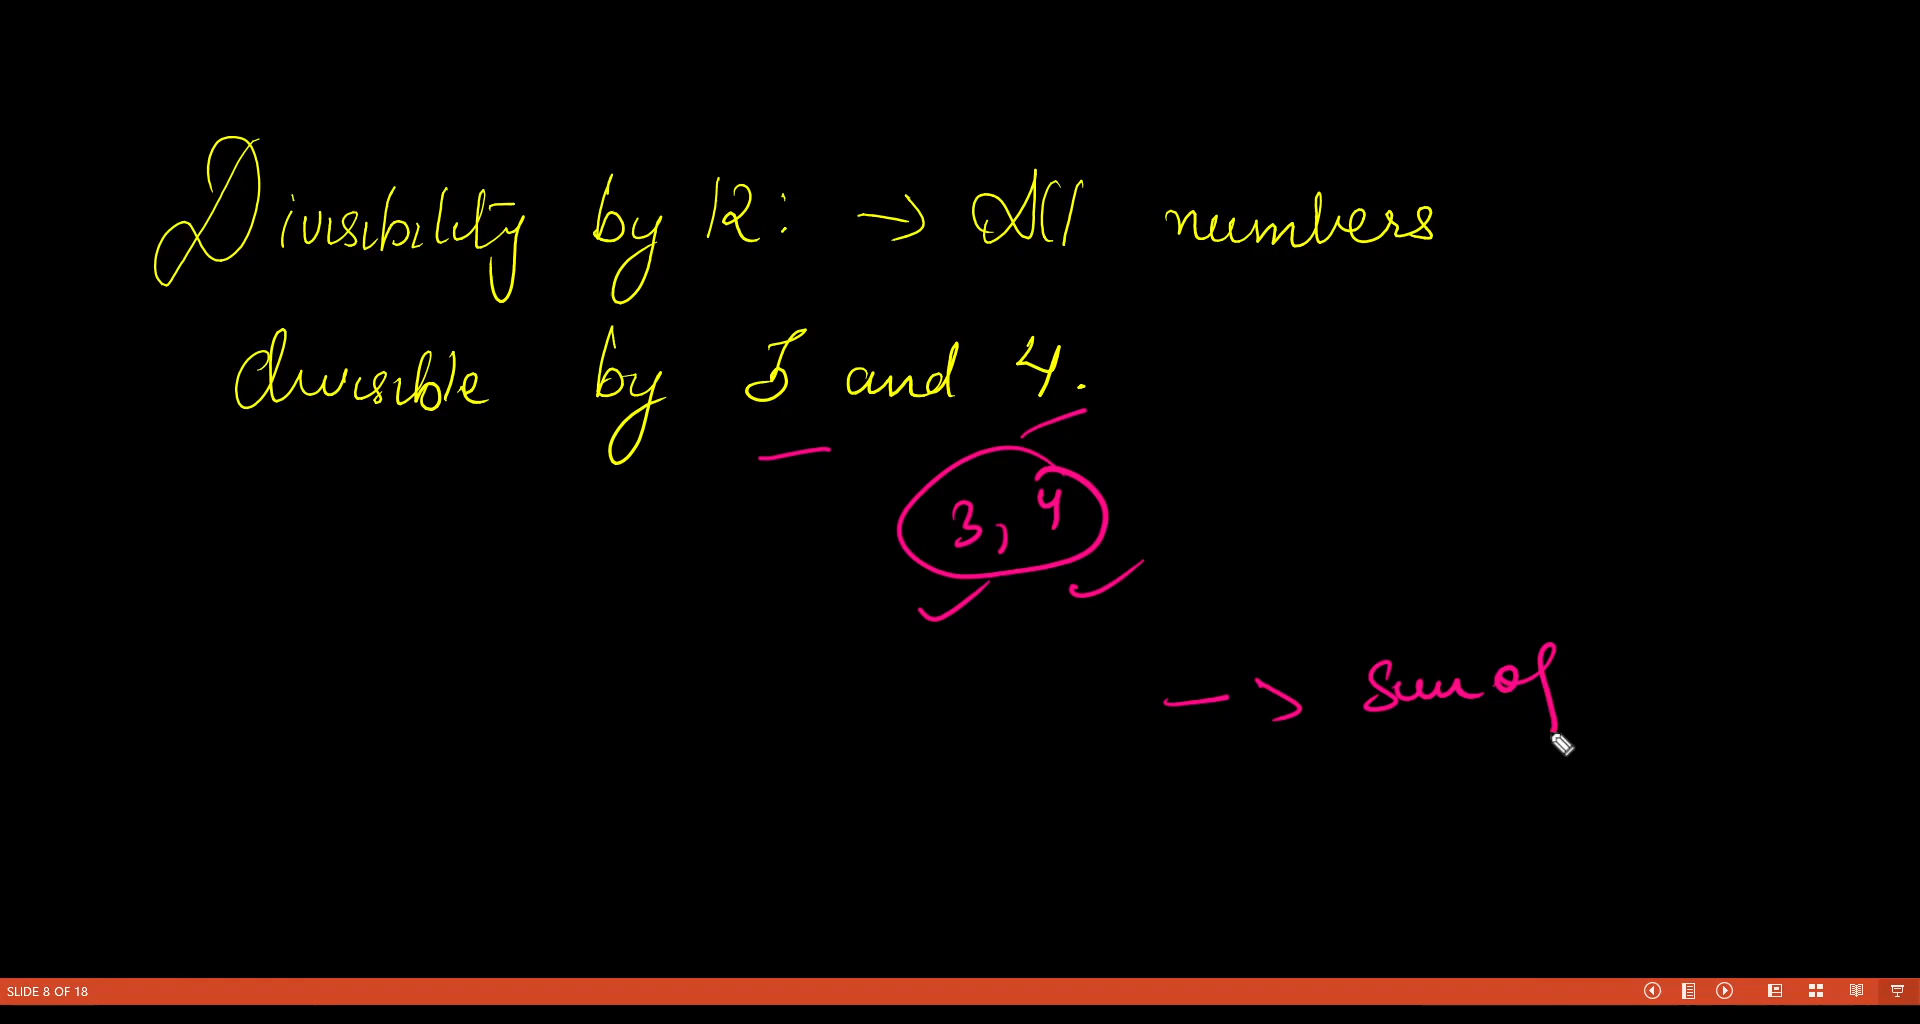 Divisibility by 12: → All numbers
divisible by 3 and 4.
3, 4
→ Sum of
SLIDE 8 OF 18